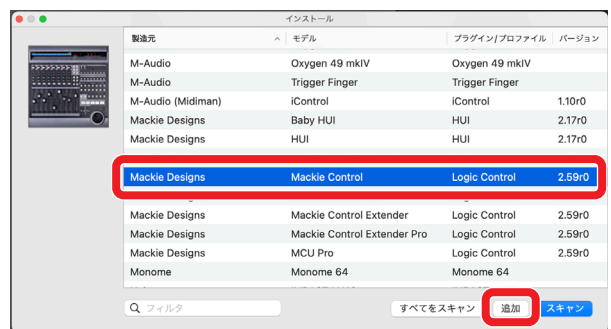 インストール
製造元 モデル プラグイン/プロファイル バージョン
M-Audio Oxygen 49 mkIV Oxygen 49 mkIV
M-Audio Trigger Finger Trigger Finger
M-Audio (Midiman) iControl iControl 1.10r0
Mackie Designs Baby HUI HUI 2.17r0
Mackie Designs HUI HUI 2.17r0
Mackie Designs Mackie Control Logic Control 2.59r0
Mackie Designs Mackie Control Extender Logic Control 2.59r0
Mackie Designs Mackie Control Extender Pro Logic Control 2.59r0
Mackie Designs MCU Pro Logic Control 2.59r0
Monome Monome 64 Monome 64
フィルタ すべてをスキャン 追加 スキャン